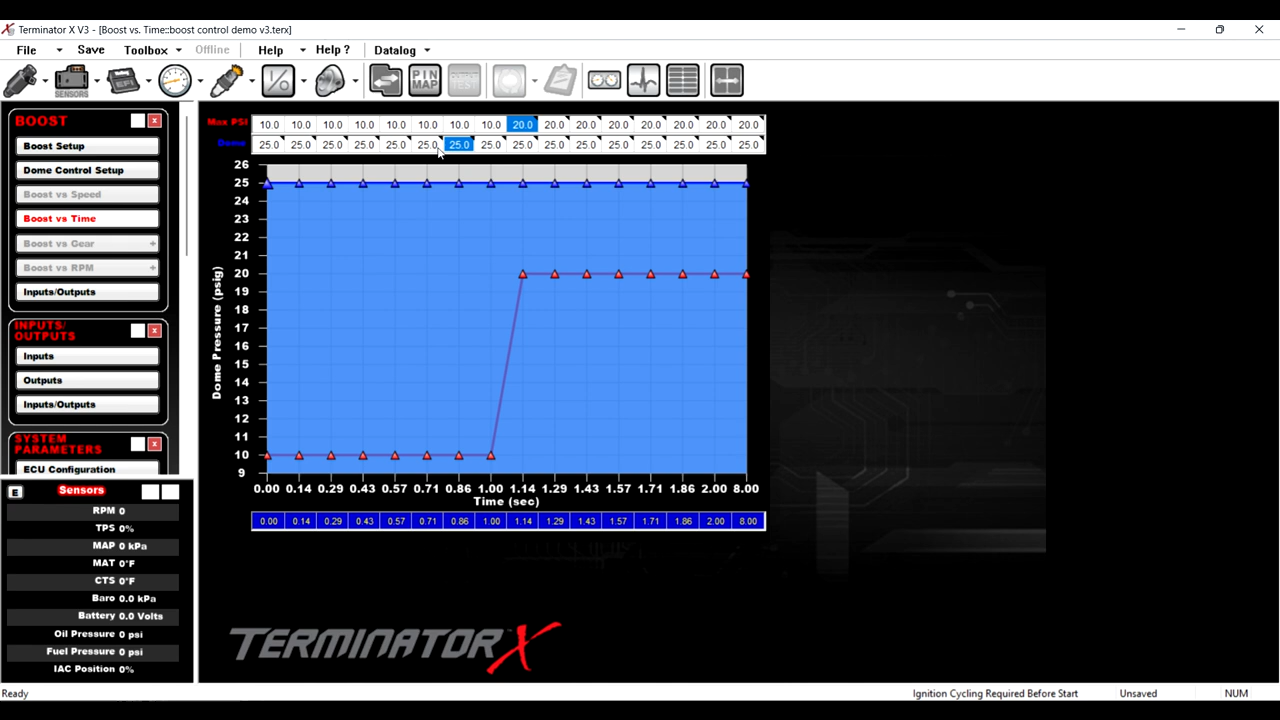 Terminator X V3 - [Boost vs. Time::boost control demo v3.terx]
File Save Toolbox Offline Help Help ? Datalog
SENSORS EFI I/O PIN MAP
BOOST
Boost Setup
Dome Control Setup
Boost vs Speed
Boost vs Time
Boost vs Gear +
Boost vs RPM +
Inputs/Outputs
INPUTS/
OUTPUTS
Inputs
Outputs
Inputs/Outputs
SYSTEM
PARAMETERS
ECU Configuration
E Sensors
RPM 0
TPS 0%
MAP 0 kPa
MAT 0°F
CTS 0°F
Baro 0.0 kPa
Battery 0.0 Volts
Oil Pressure 0 psi
Fuel Pressure 0 psi
IAC Position 0%
Max PSI 10.0 10.0 10.0 10.0 10.0 10.0 10.0 10.0 20.0 20.0 20.0 20.0 20.0 20.0 20.0 20.0
Dome 25.0 25.0 25.0 25.0 25.0 25.0 25.0 25.0 25.0 25.0 25.0 25.0 25.0 25.0 25.0 25.0
26
25
24
23
22
21
20
19
18
17
16
15
14
13
12
11
10
9
Dome Pressure (psig)
0.00 0.14 0.29 0.43 0.57 0.71 0.86 1.00 1.14 1.29 1.43 1.57 1.71 1.86 2.00 8.00
Time (sec)
0.00 0.14 0.29 0.43 0.57 0.71 0.86 1.00 1.14 1.29 1.43 1.57 1.71 1.86 2.00 8.00
TERMINATOR X
Ready Ignition Cycling Required Before Start Unsaved NUM